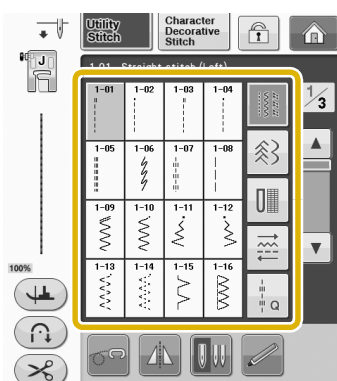 Utility Stitch
Character Decorative Stitch
J
1-01 Straight stitch (Left)
1/3
1-01 1-02 1-03 1-04
1-05 1-06 1-07 1-08
1-09 1-10 1-11 1-12
1-13 1-14 1-15 1-16
100%
Q